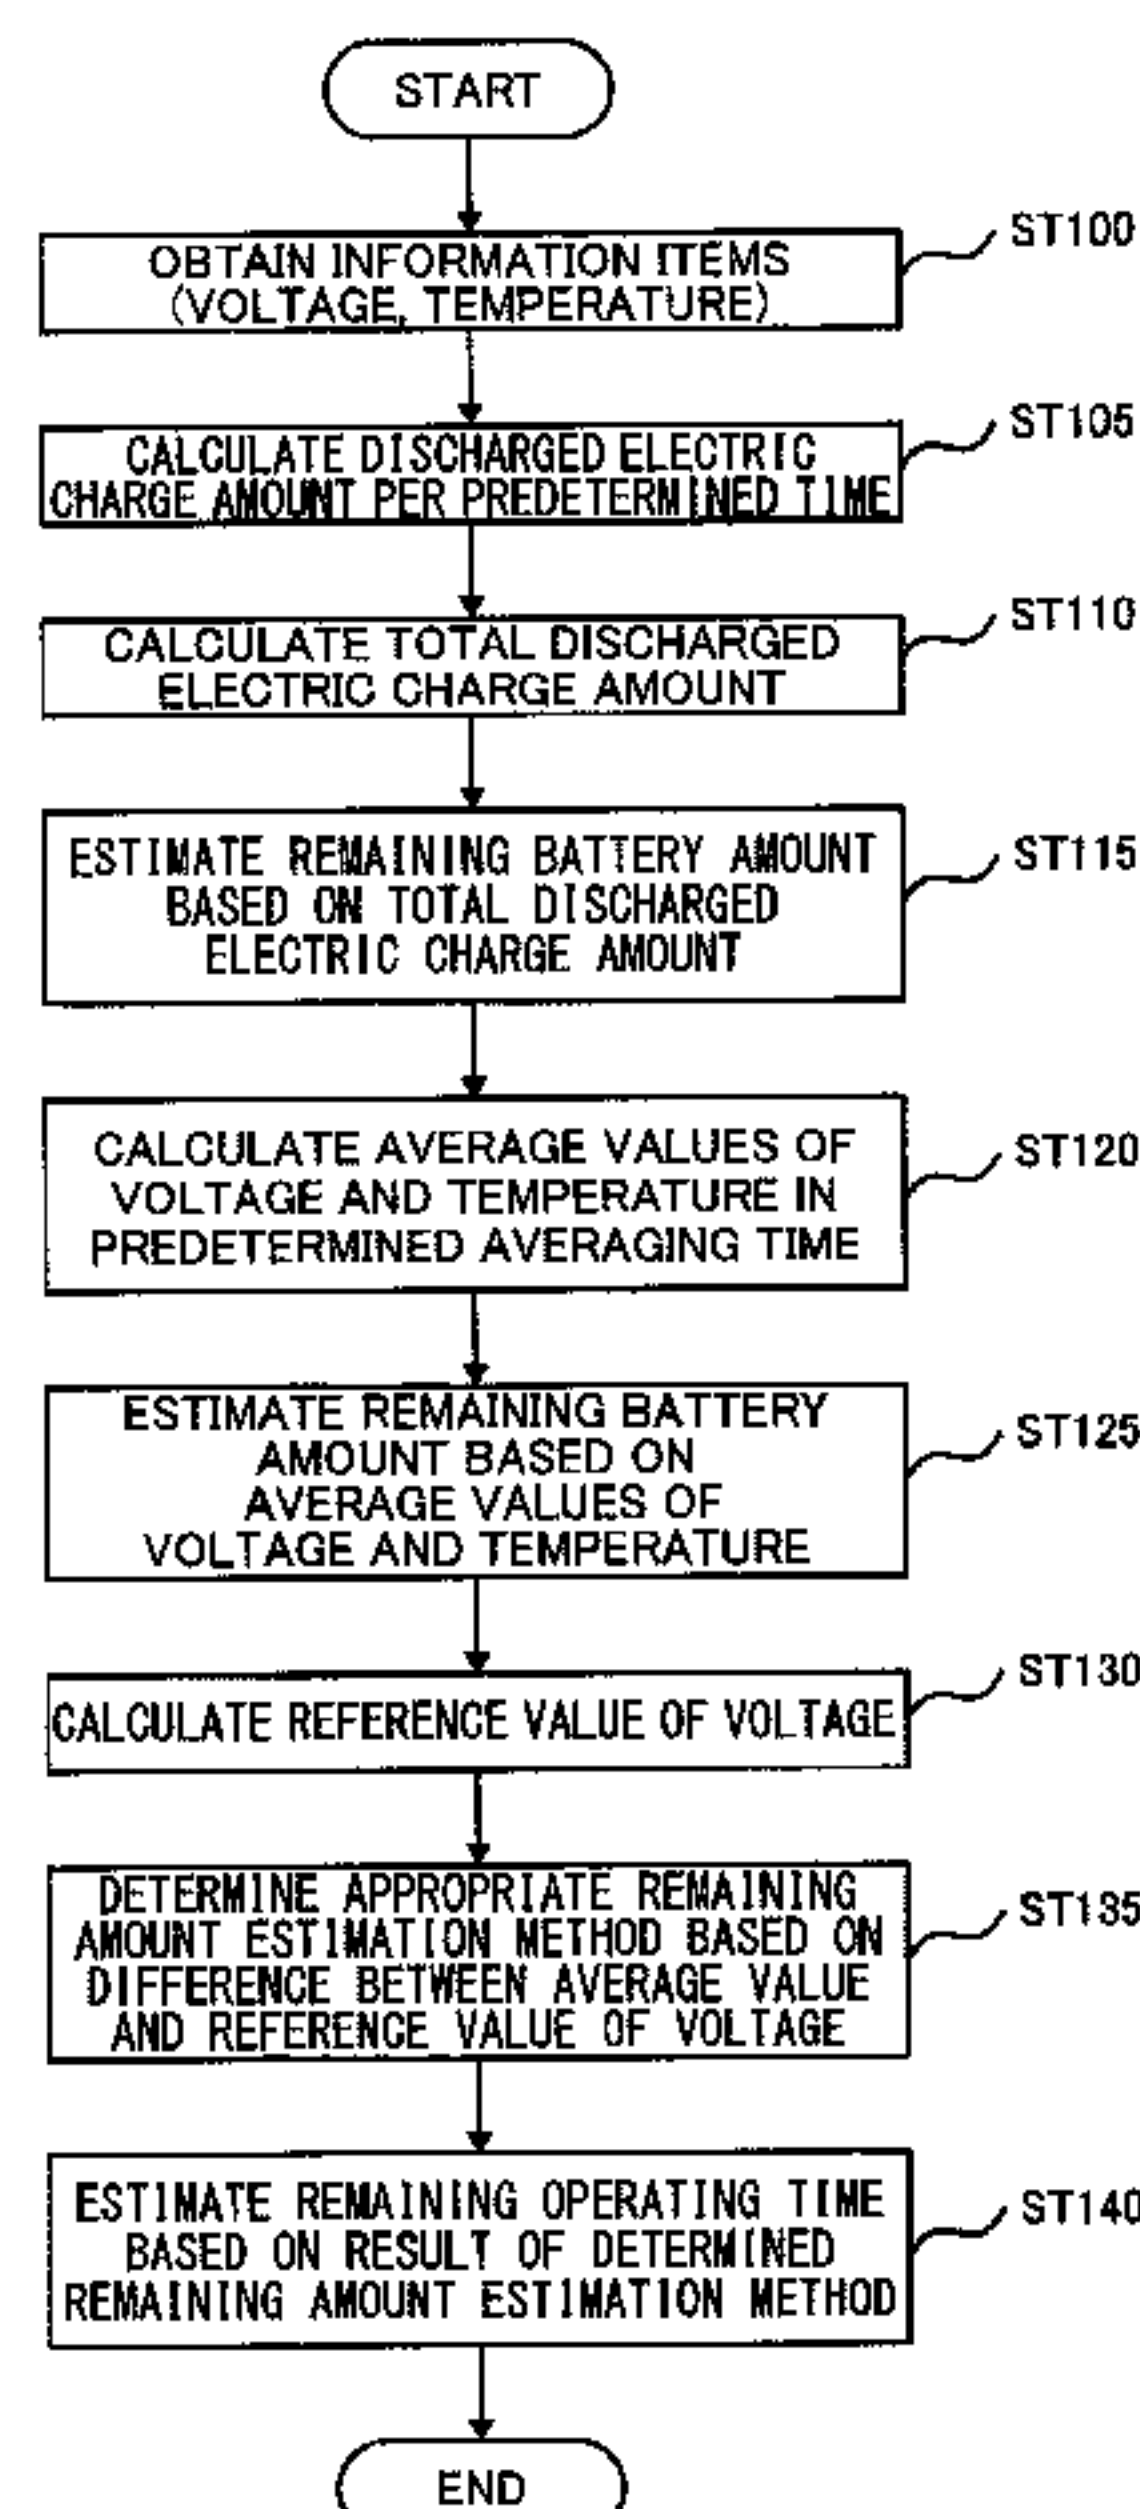 START
ST100
OBTAIN INFORMATION ITEMS
(VOLTAGE, TEMPERATURE)
ST105
CALCULATE DISCHARGED ELECTRIC
CHARGE AMOUNT PER PREDETERMINED TIME
ST110
CALCULATE TOTAL DISCHARGED
ELECTRIC CHARGE AMOUNT
ST115
ESTIMATE REMAINING BATTERY AMOUNT
BASED ON TOTAL DISCHARGED
ELECTRIC CHARGE AMOUNT
ST120
CALCULATE AVERAGE VALUES OF
VOLTAGE AND TEMPERATURE IN
PREDETERMINED AVERAGING TIME
ST125
ESTIMATE REMAINING BATTERY
AMOUNT BASED ON
AVERAGE VALUES OF
VOLTAGE AND TEMPERATURE
ST130
CALCULATE REFERENCE VALUE OF VOLTAGE
ST135
DETERMINE APPROPRIATE REMAINING
AMOUNT ESTIMATION METHOD BASED ON
DIFFERENCE BETWEEN AVERAGE VALUE
AND REFERENCE VALUE OF VOLTAGE
ST140
ESTIMATE REMAINING OPERATING TIME
BASED ON RESULT OF DETERMINED
REMAINING AMOUNT ESTIMATION METHOD
END